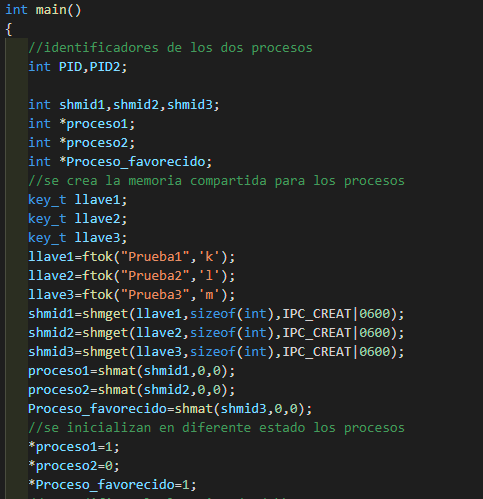 int main()
{
//identificadores de los dos procesos
int PID,PID2;
int shmid1,shmid2,shmid3;
int *proceso1;
int *proceso2;
int *Proceso_favorecido;
//se crea la memoria compartida para los procesos
key_t llave1;
key_t llave2;
key_t llave3;
llave1=ftok("Prueba1",'k');
llave2=ftok("Prueba2",'l');
llave3=ftok("Prueba3",'m');
shmid1=shmget(llave1,sizeof(int),IPC_CREAT|0600);
shmid2=shmget(llave2,sizeof(int),IPC_CREAT|0600);
shmid3=shmget(llave3,sizeof(int),IPC_CREAT|0600);
proceso1=shmat(shmid1,0,0);
proceso2=shmat(shmid2,0,0);
Proceso_favorecido=shmat(shmid3,0,0);
//se inicializan en diferente estado los procesos
*proceso1=1;
*proceso2=0;
*Proceso_favorecido=1;